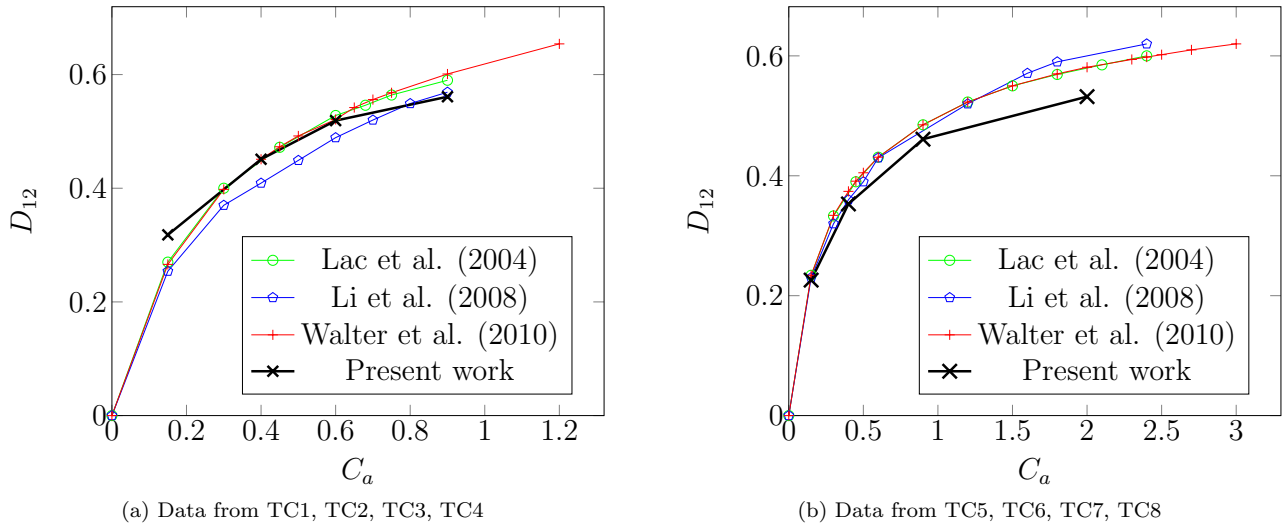 0.6
0.4
0.2
0
D₁₂
0 0.2 0.4 0.6 0.8 1 1.2
Cₐ
Lac et al. (2004)
Li et al. (2008)
Walter et al. (2010)
Present work
(a) Data from TC1, TC2, TC3, TC4
0.6
0.4
0.2
0
D₁₂
0 0.5 1 1.5 2 2.5 3
Cₐ
Lac et al. (2004)
Li et al. (2008)
Walter et al. (2010)
Present work
(b) Data from TC5, TC6, TC7, TC8